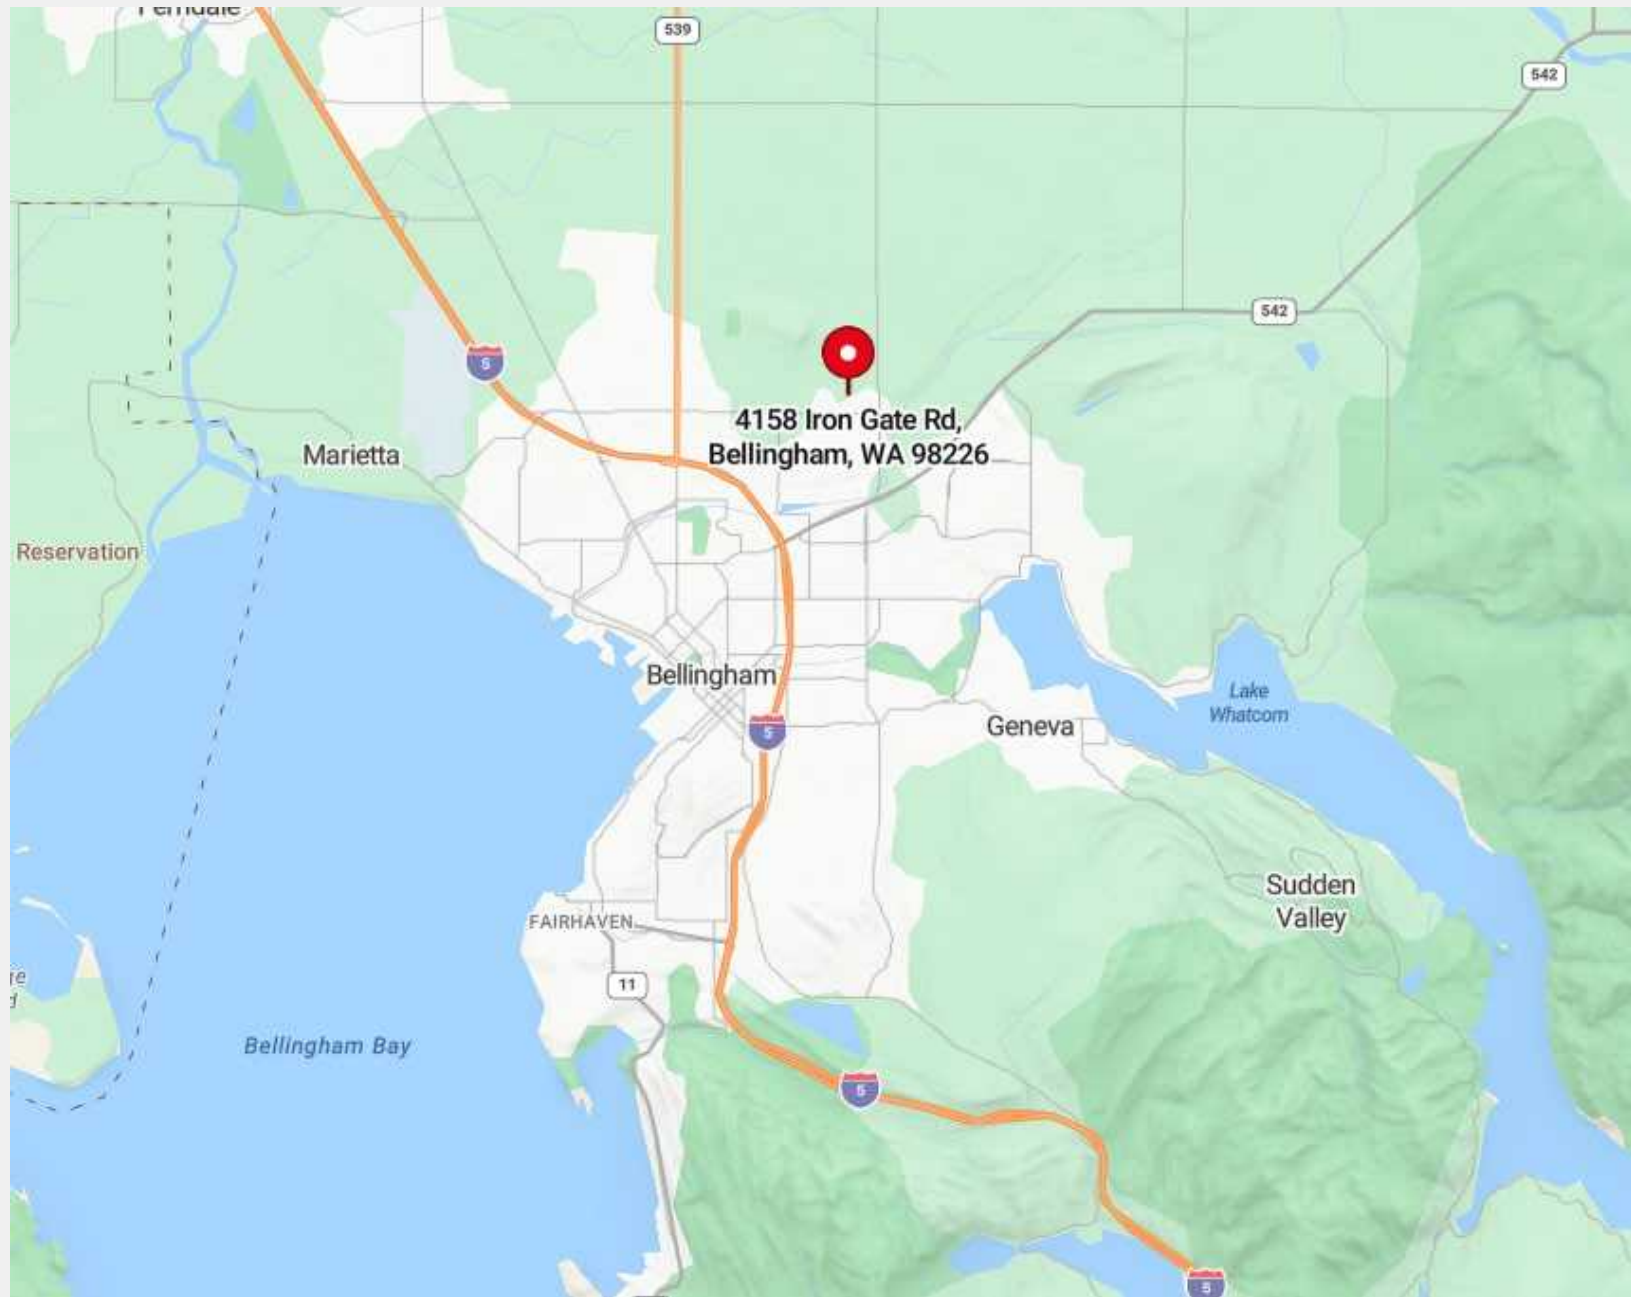 Ferndale
539
542
542
5
4158 Iron Gate Rd,
Bellingham, WA 98226
Marietta
Reservation
Bellingham
Lake
Whatcom
5
Geneva
Sudden
Valley
FAIRHAVEN
11
Bellingham Bay
5
5